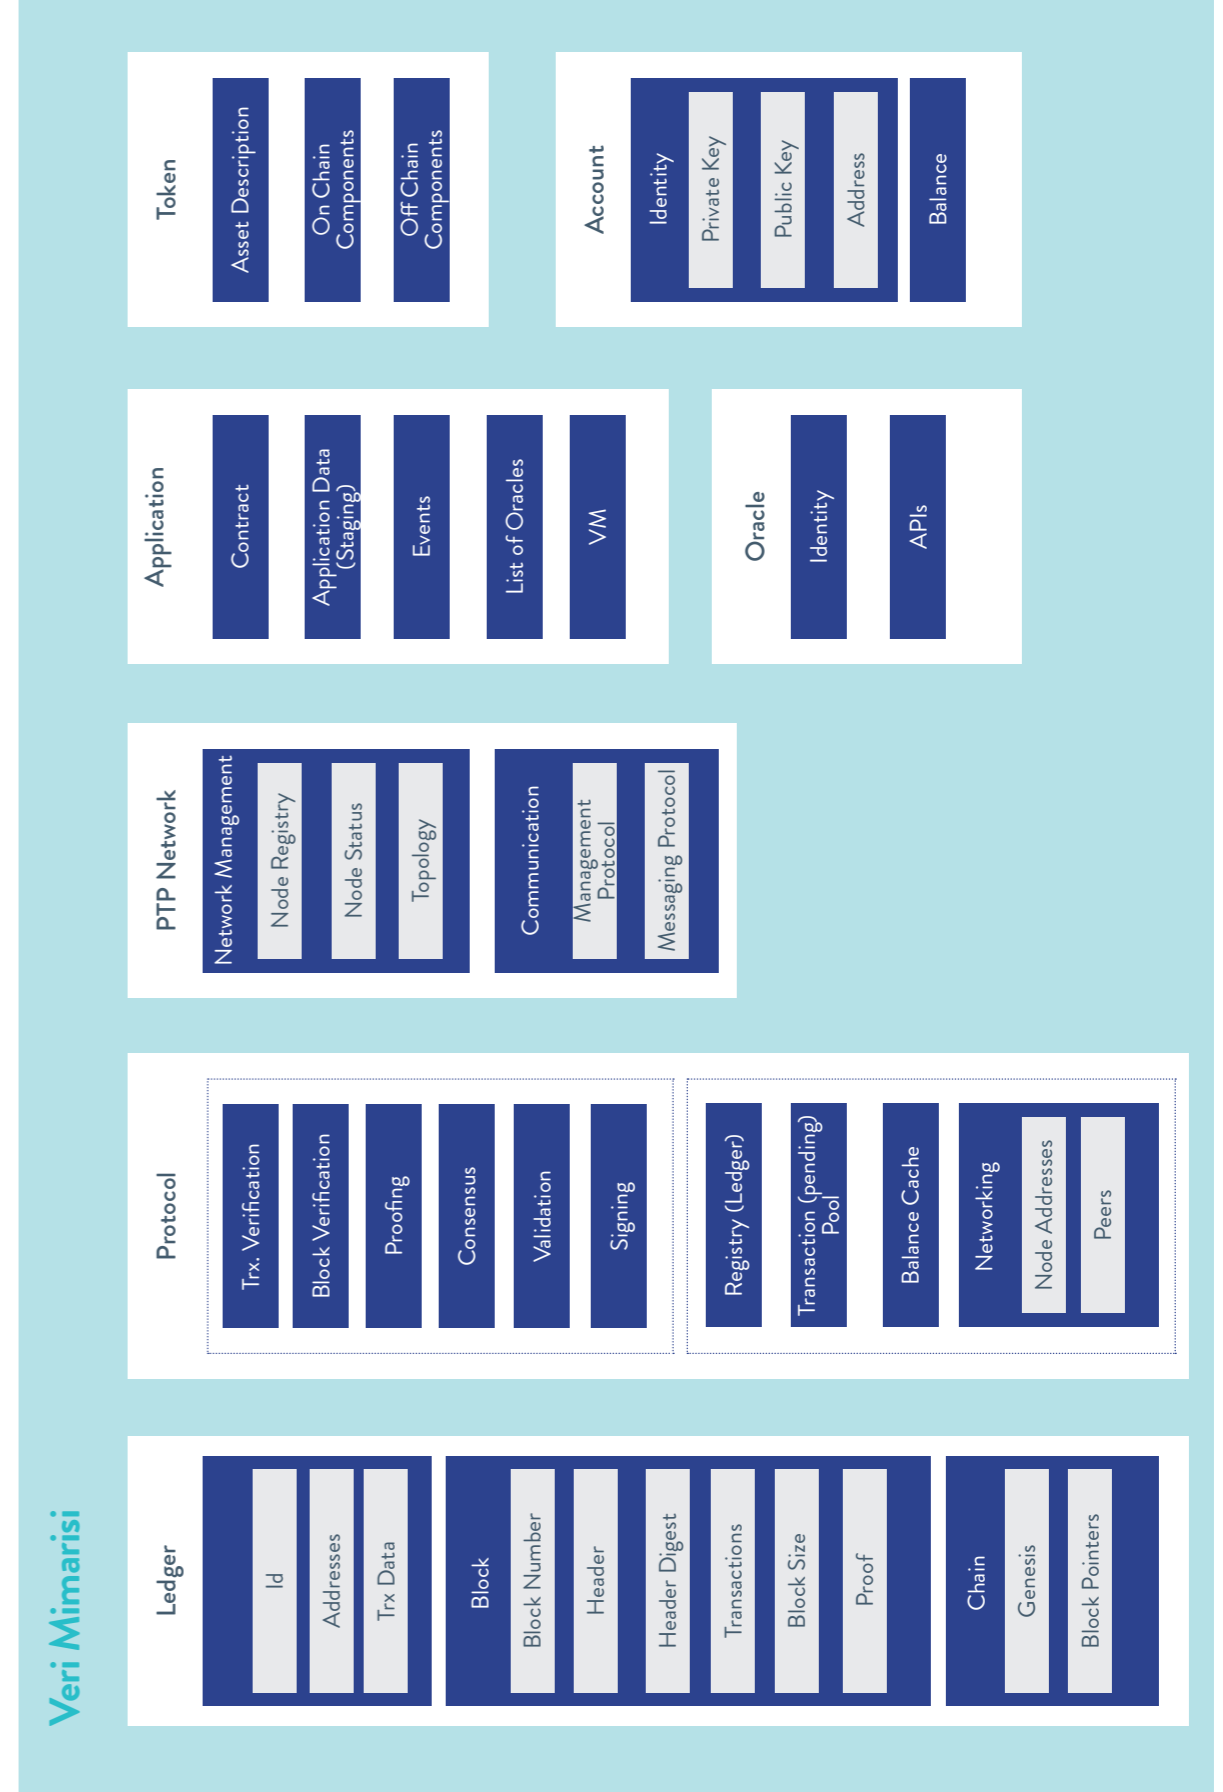 Veri Mimarisi
Ledger
Id
Addresses
Trx Data
Block
Block Number
Header
Header Digest
Transactions
Block Size
Proof
Chain
Genesis
Block Pointers
Protocol
Trx. Verification
Block Verification
Proofing
Consensus
Validation
Signing
Registry (Ledger)
Transaction (pending)
Pool
Balance Cache
Networking
Node Addresses
Peers
PTP Network
Network Management
Node Registry
Node Status
Topology
Communication
Management
Protocol
Messaging Protocol
Application
Contract
Application Data
(Staging)
Events
List of Oracles
VM
Oracle
Identity
APIs
Token
Asset Description
On Chain
Components
Off Chain
Components
Account
Identity
Private Key
Public Key
Address
Balance